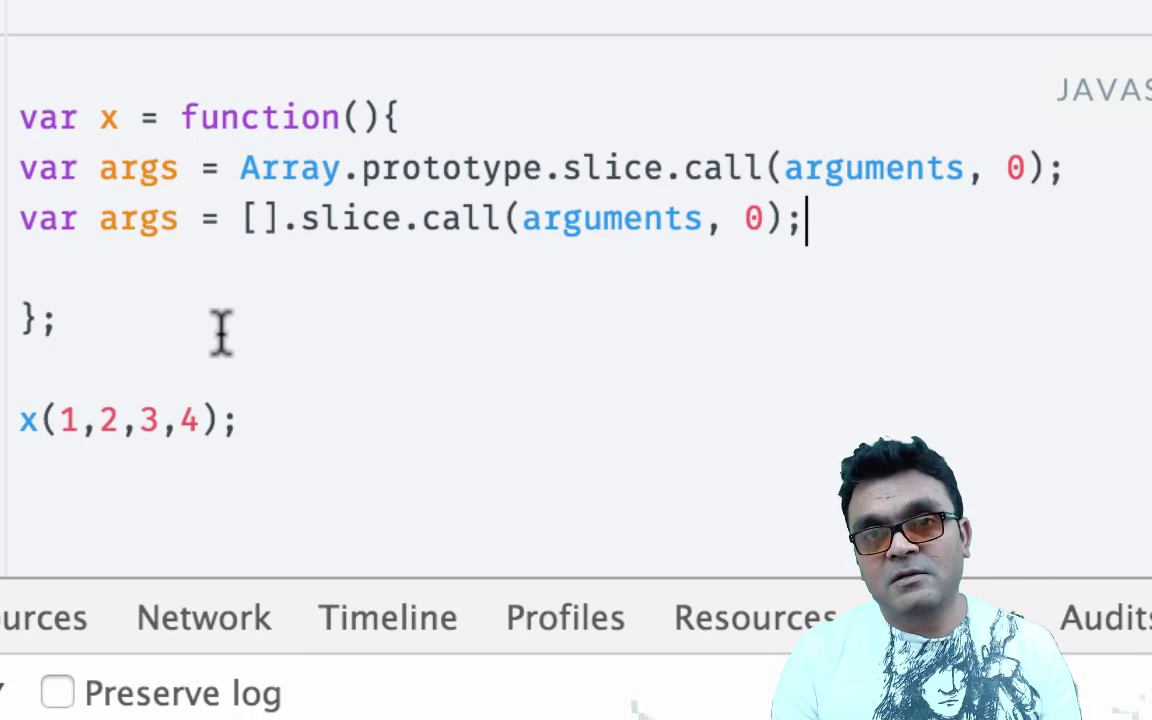 JAVAS
var x = function(){
var args = Array.prototype.slice.call(arguments, 0);
var args = [].slice.call(arguments, 0);
};
x(1,2,3,4);
urces Network Timeline Profiles Resources Audits
Preserve log